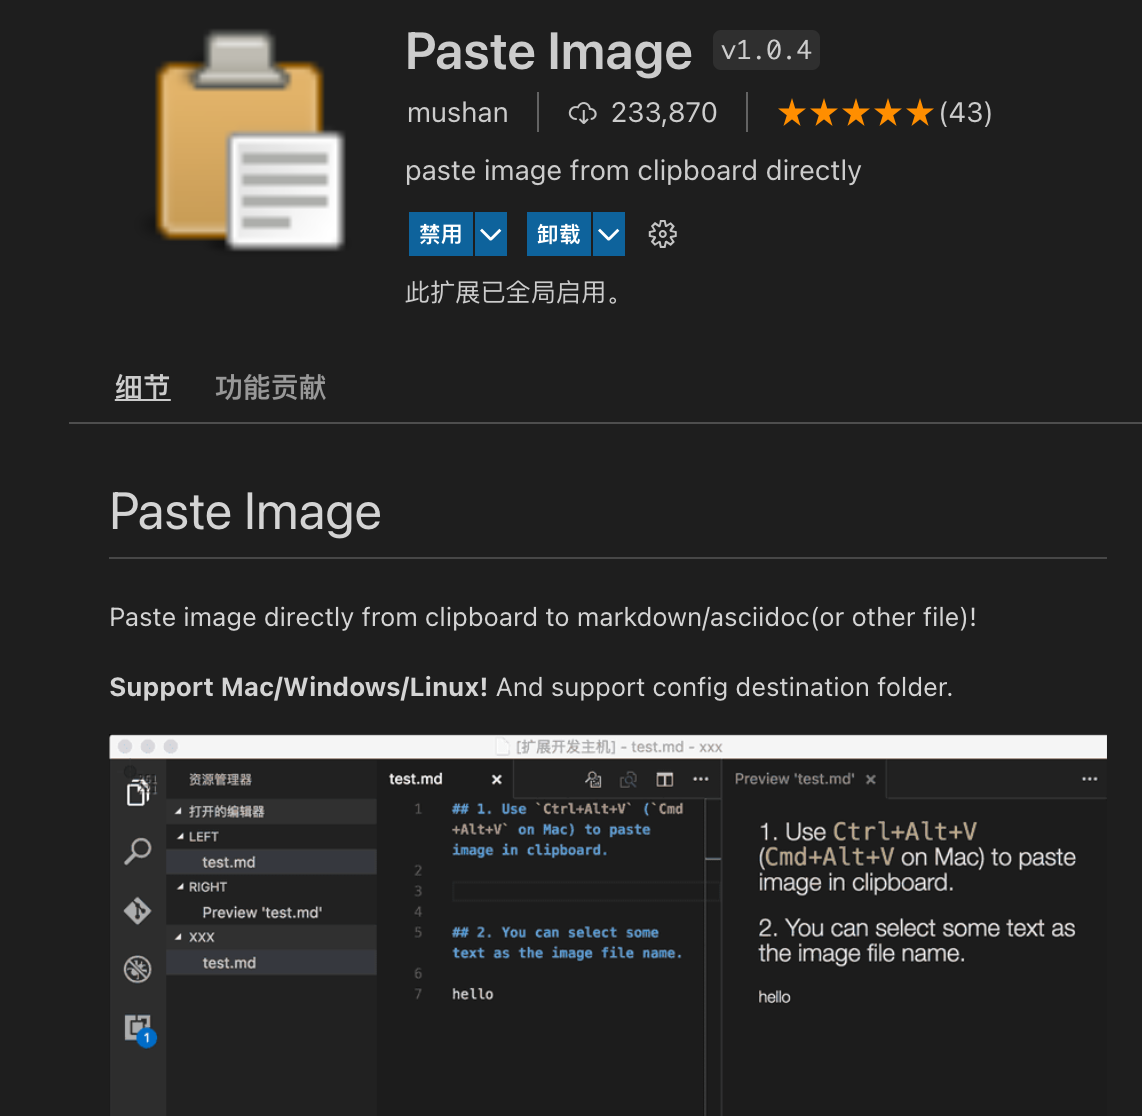 Paste Image v1.0.4
mushan 233,870 (43)
paste image from clipboard directly
禁用 卸载
此扩展已全局启用。
细节 功能贡献
Paste Image
Paste image directly from clipboard to markdown/asciidoc(or other file)!
Support Mac/Windows/Linux! And support config destination folder.
[扩展开发主机] - test.md - xxx
资源管理器
打开的编辑器
LEFT
test.md
RIGHT
Preview 'test.md'
XXX
test.md
1
test.md
1 ## 1. Use `Ctrl+Alt+V` (`Cmd
+Alt+V` on Mac) to paste
image in clipboard.
2
3
4
5 ## 2. You can select some
text as the image file name.
6
7 hello
Preview 'test.md'
1. Use Ctrl+Alt+V
(Cmd+Alt+V on Mac) to paste
image in clipboard.
2. You can select some text as
the image file name.
hello